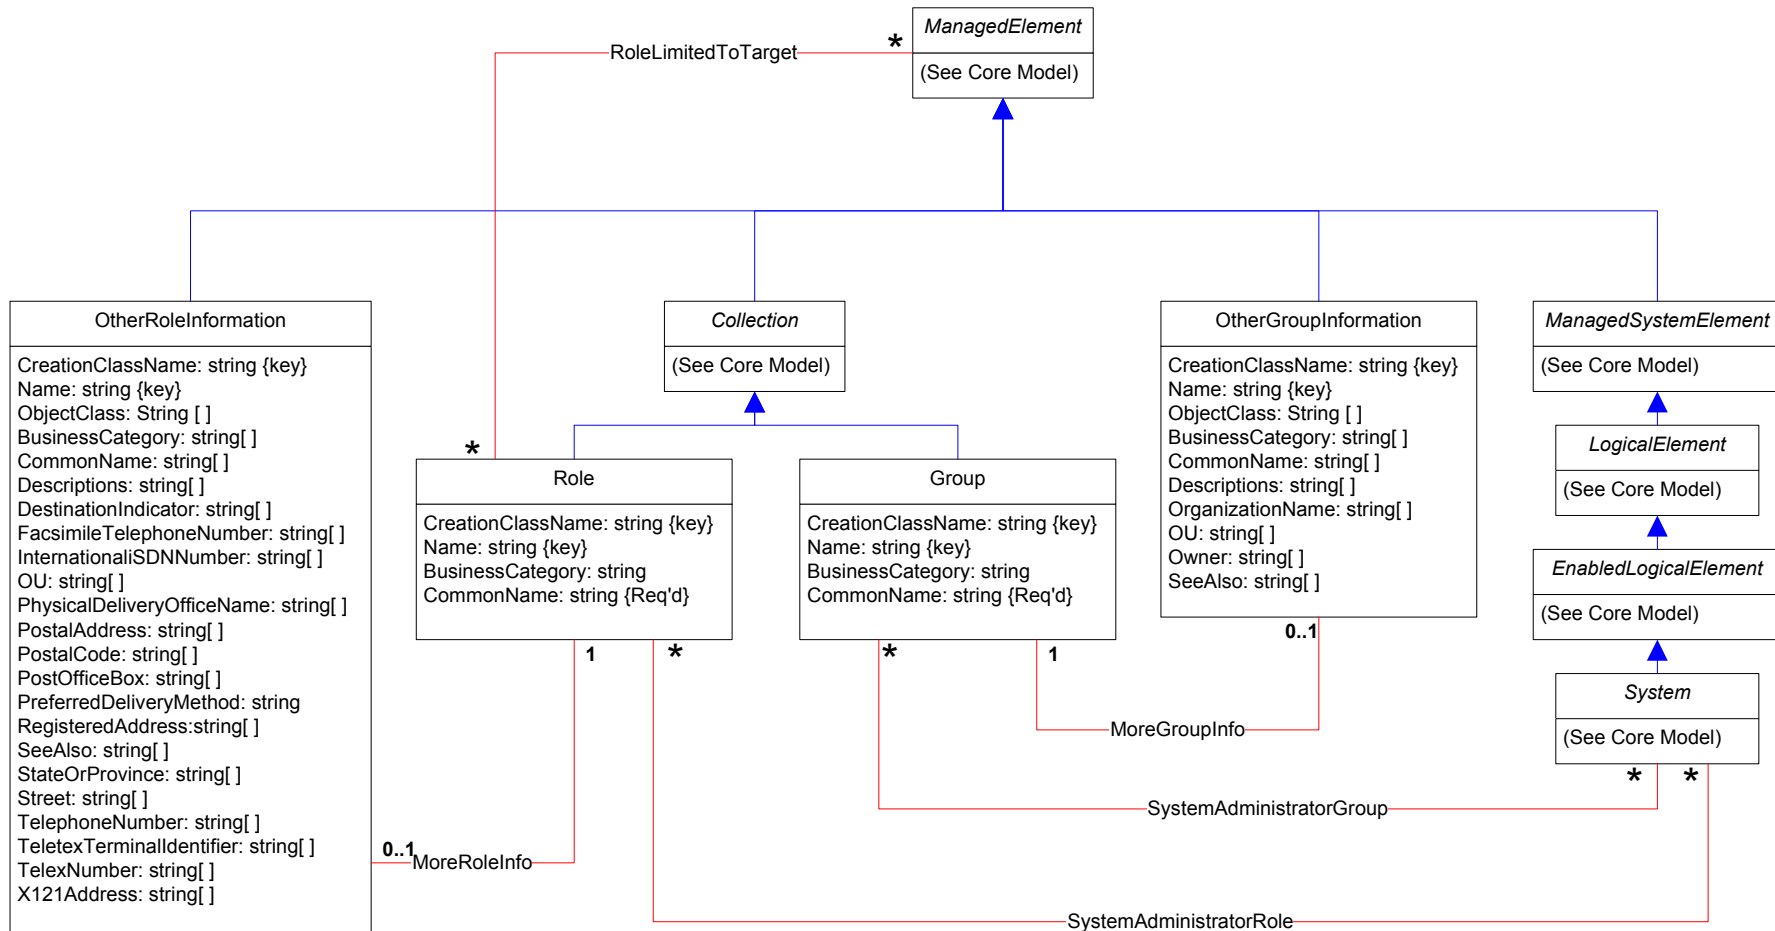 ManagedElement
(See Core Model)
*
RoleLimitedToTarget
OtherRoleInformation
CreationClassName: string {key}
Name: string {key}
ObjectClass: String [ ]
BusinessCategory: string[ ]
CommonName: string[ ]
Descriptions: string[ ]
DestinationIndicator: string[ ]
FacsimileTelephoneNumber: string[ ]
InternationaliSDNNumber: string[ ]
OU: string[ ]
PhysicalDeliveryOfficeName: string[ ]
PostalAddress: string[ ]
PostalCode: string[ ]
PostOfficeBox: string[ ]
PreferredDeliveryMethod: string
RegisteredAddress:string[ ]
SeeAlso: string[ ]
StateOrProvince: string[ ]
Street: string[ ]
TelephoneNumber: string[ ]
TeletexTerminalIdentifier: string[ ]
TelexNumber: string[ ]
X121Address: string[ ]
Collection
(See Core Model)
*
Role
CreationClassName: string {key}
Name: string {key}
BusinessCategory: string
CommonName: string {Req'd}
1
*
Group
CreationClassName: string {key}
Name: string {key}
BusinessCategory: string
CommonName: string {Req'd}
*
1
OtherGroupInformation
CreationClassName: string {key}
Name: string {key}
ObjectClass: String [ ]
BusinessCategory: string[ ]
CommonName: string[ ]
Descriptions: string[ ]
OrganizationName: string[ ]
OU: string[ ]
Owner: string[ ]
SeeAlso: string[ ]
0..1
ManagedSystemElement
(See Core Model)
LogicalElement
(See Core Model)
EnabledLogicalElement
(See Core Model)
System
(See Core Model)
*
*
MoreGroupInfo
SystemAdministratorGroup
0..1
MoreRoleInfo
SystemAdministratorRole